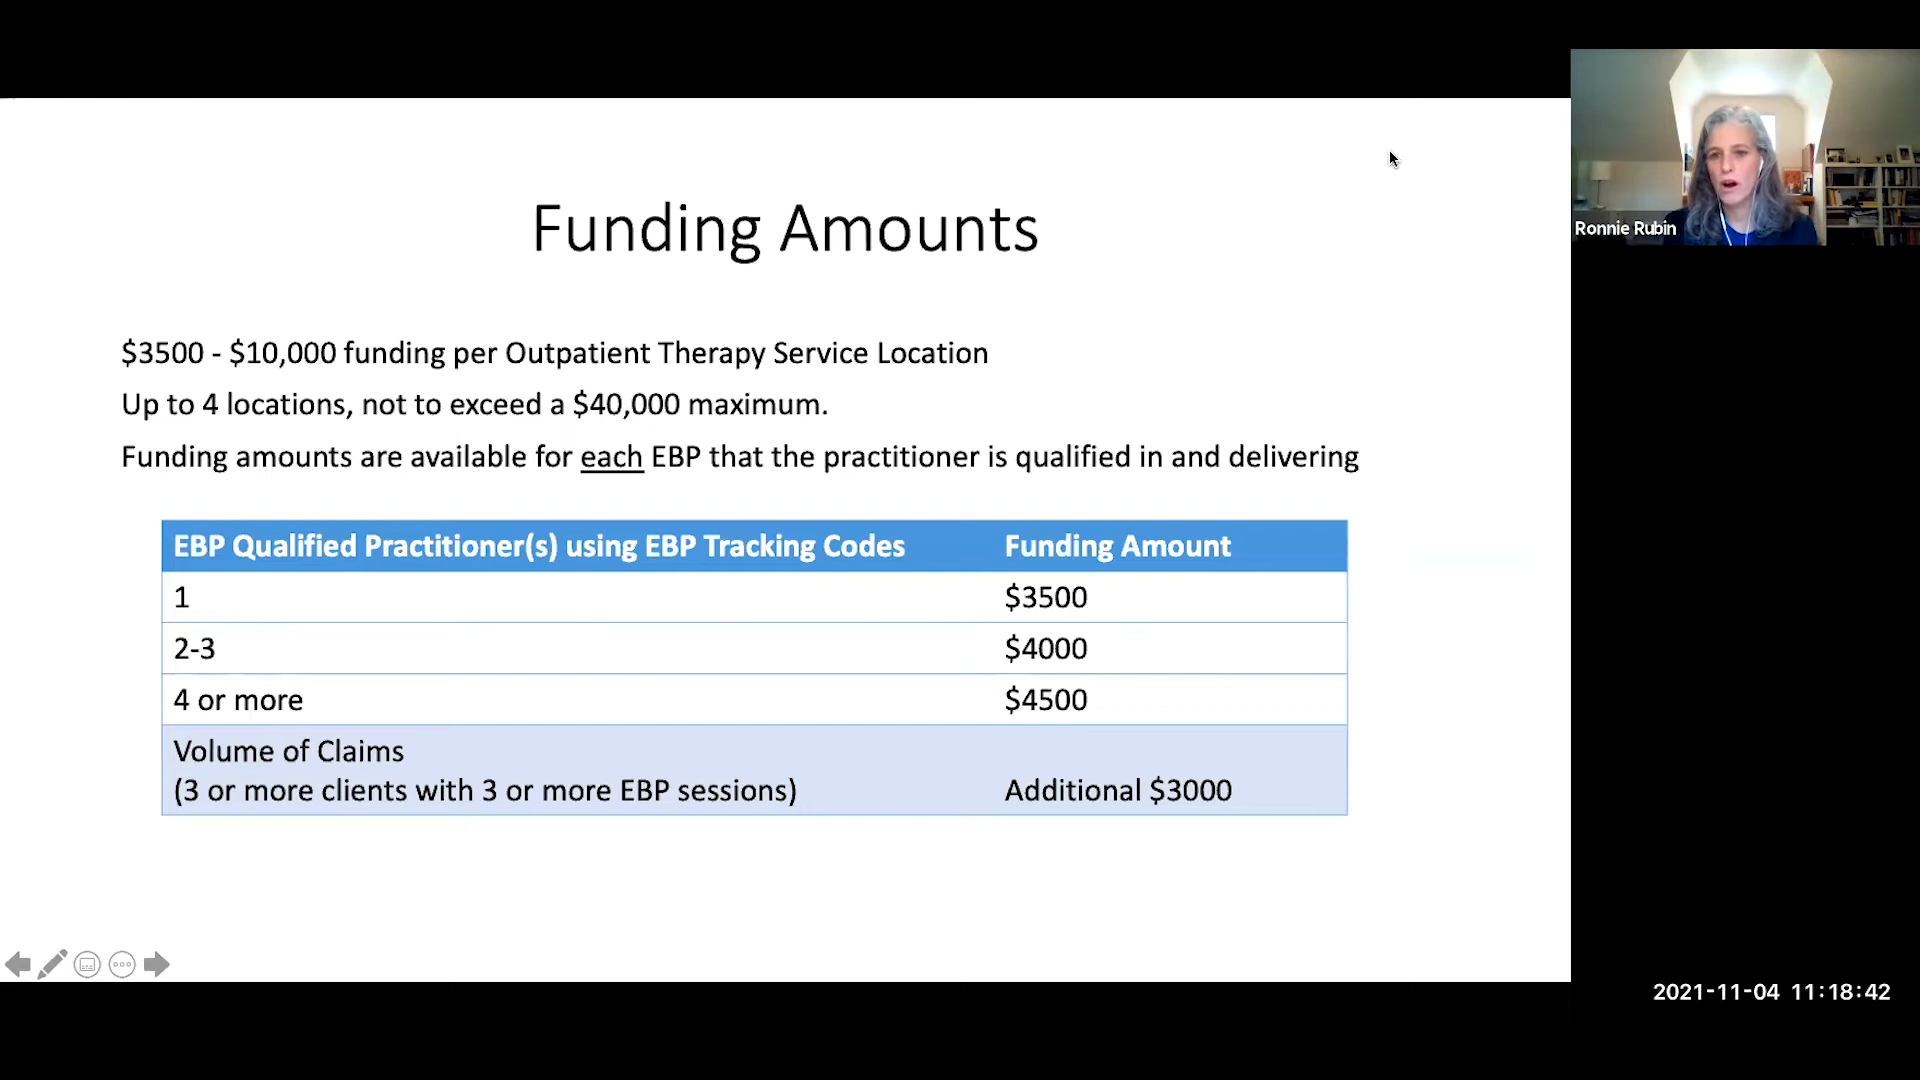 Funding Amounts
$3500 - $10,000 funding per Outpatient Therapy Service Location
Up to 4 locations, not to exceed a $40,000 maximum.
Funding amounts are available for each EBP that the practitioner is qualified in and delivering
EBP Qualified Practitioner(s) using EBP Tracking Codes Funding Amount
1 $3500
2-3 $4000
4 or more $4500
Volume of Claims
(3 or more clients with 3 or more EBP sessions) Additional $3000
Ronnie Rubin
2021-11-04 11:18:42